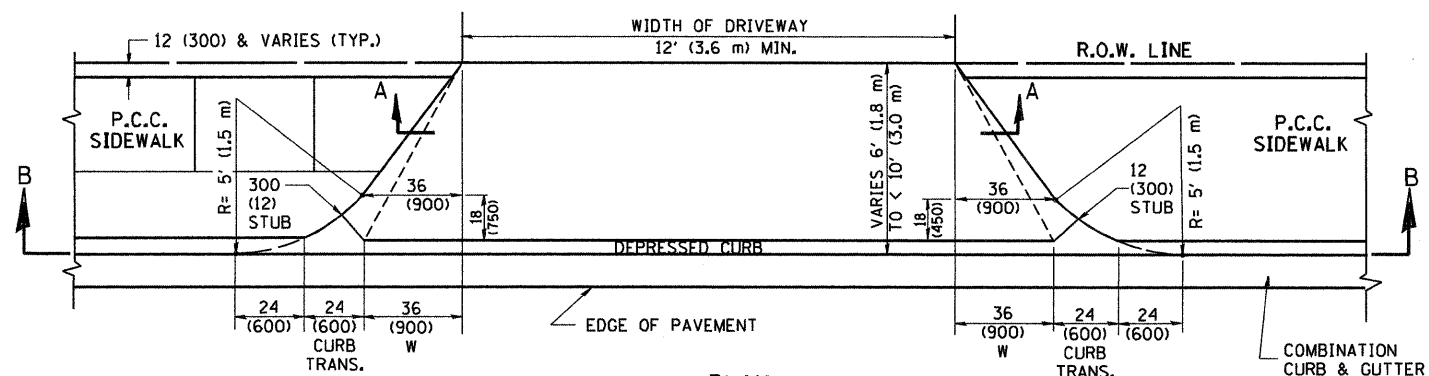 12 (300) & VARIES (TYP.)
WIDTH OF DRIVEWAY
12' (3.6 m) MIN.
R.O.W. LINE
P.C.C.
SIDEWALK
A
A
P.C.C.
SIDEWALK
R= 5' (1.5 m)
VARIES 6' (1.8 m)
TO < 10' (3.0 m)
R= 5' (1.5 m)
B
300
(12)
STUB
36
(900)
18
(750)
18
(450)
36
(900)
12
(300)
STUB
B
DEPRESSED CURB
24
(600)
24
(600)
CURB
TRANS.
36
(900)
W
EDGE OF PAVEMENT
36
(900)
W
24
(600)
CURB
TRANS.
24
(600)
COMBINATION
CURB & GUTTER